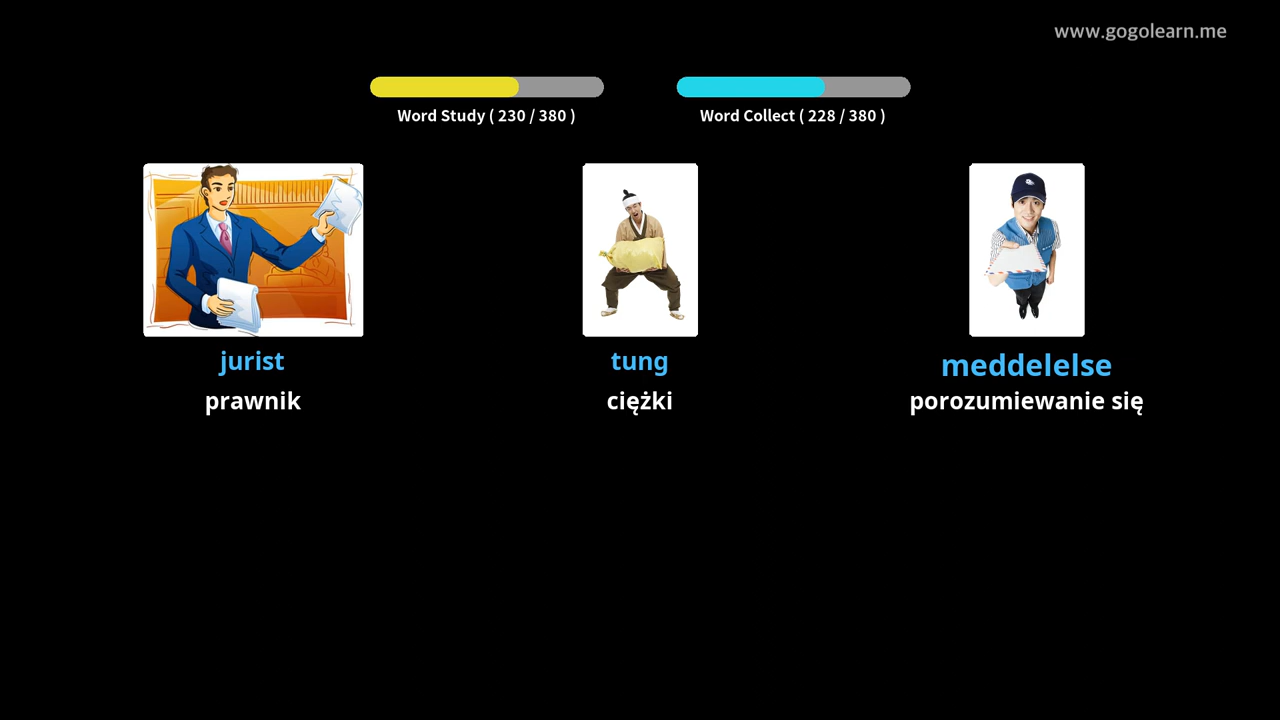 www.gogolearn.me
Word Study ( 230 / 380 )
Word Collect ( 228 / 380 )
jurist
tung
meddelelse
prawnik
ciężki
porozumiewanie się